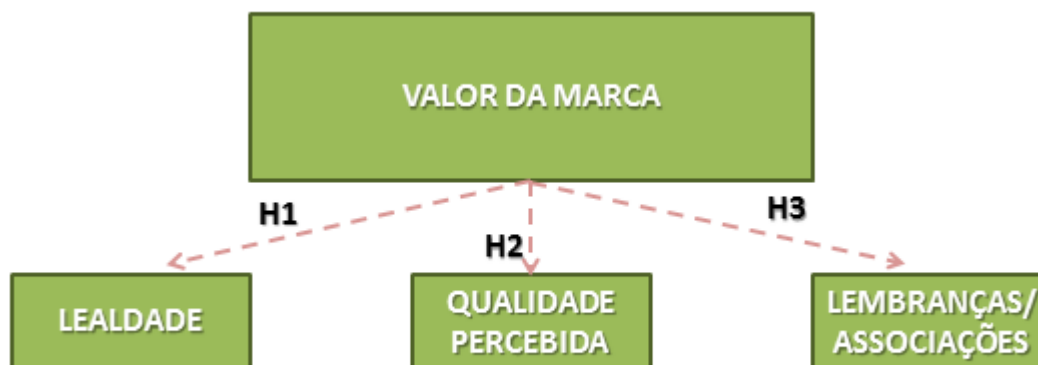 VALOR DA MARCA
H1
H2
H3
LEALDADE
QUALIDADE
PERCEBIDA
LEMBRANÇAS/
ASSOCIAÇÕES